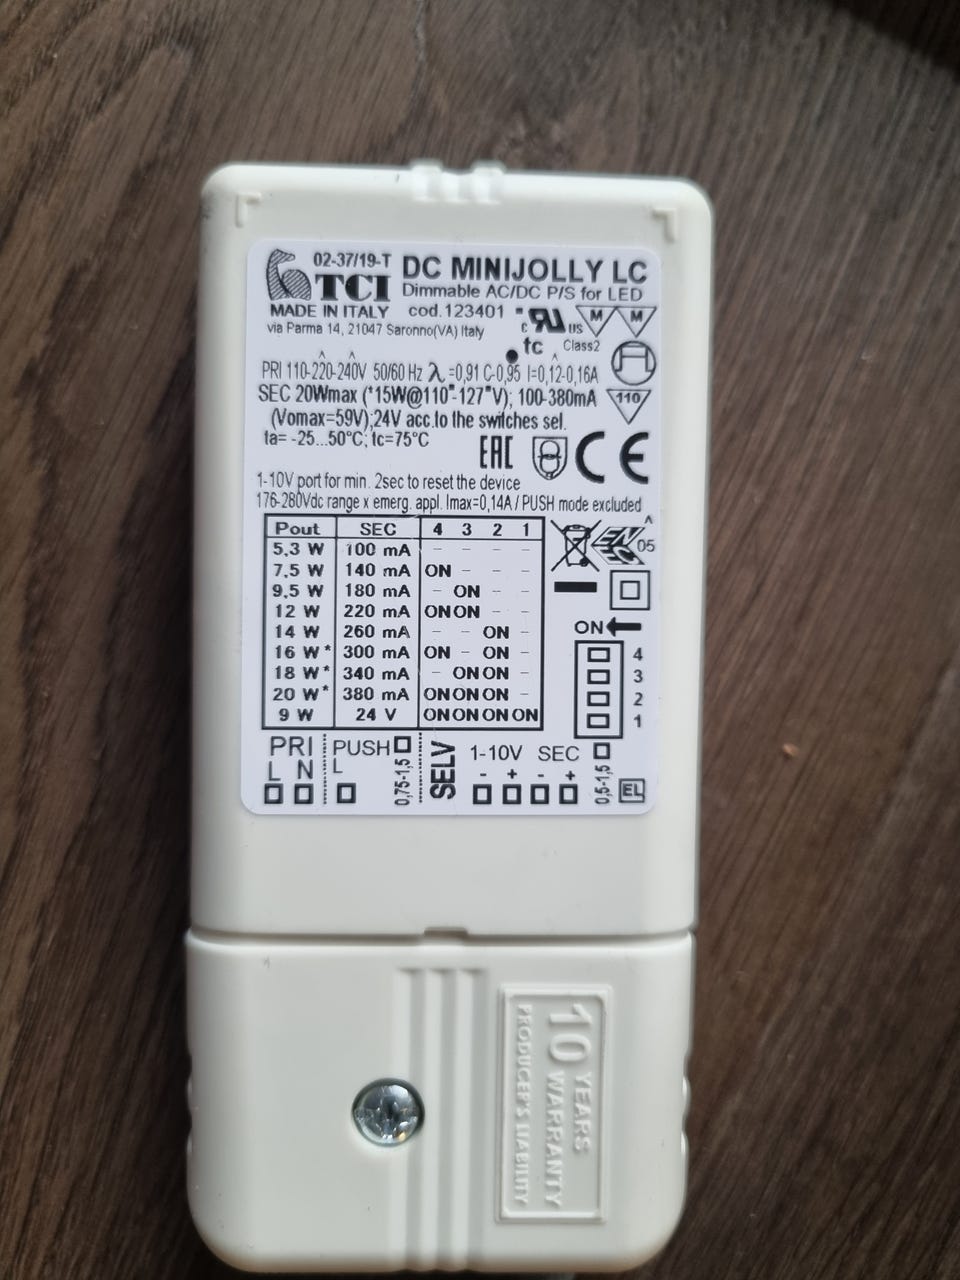 02-37/19-T DC MINIJOLLY LC
TCI Dimmable AC/DC P/S for LED
MADE IN ITALY cod.123401
via Parma 14, 21047 Saronno(VA) Italy
c RU US M M
tc Class2
PRI 110-220-240V 50/60 Hz λ=0,91 C-0,95 I=0,12-0,16A
SEC 20Wmax (*15W@110"-127"V); 100-380mA
110
(Vomax=59V);24V acc.to the switches sel.
ta= -25...50°C; tc=75°C
EAC CE
1-10V port for min. 2sec to reset the device
176-280Vdc range x emerg. appl. Imax=0,14A / PUSH mode excluded
Pout SEC 4 3 2 1
5,3 W 100 mA – – – –
7,5 W 140 mA ON – – –
9,5 W 180 mA – ON – –
12 W 220 mA ON ON – –
14 W 260 mA – – ON –
16 W* 300 mA ON – ON –
18 W* 340 mA – ON ON –
20 W* 380 mA ON ON ON –
9 W 24 V ON ON ON ON
ENEC 05
ON
4
3
2
1
PRI PUSH SELV 1-10V SEC
L N L - + - +
0,75-1,5
0,5-1,5
EL
10 YEARS
WARRANTY
PRODUCER'S LIABILITY